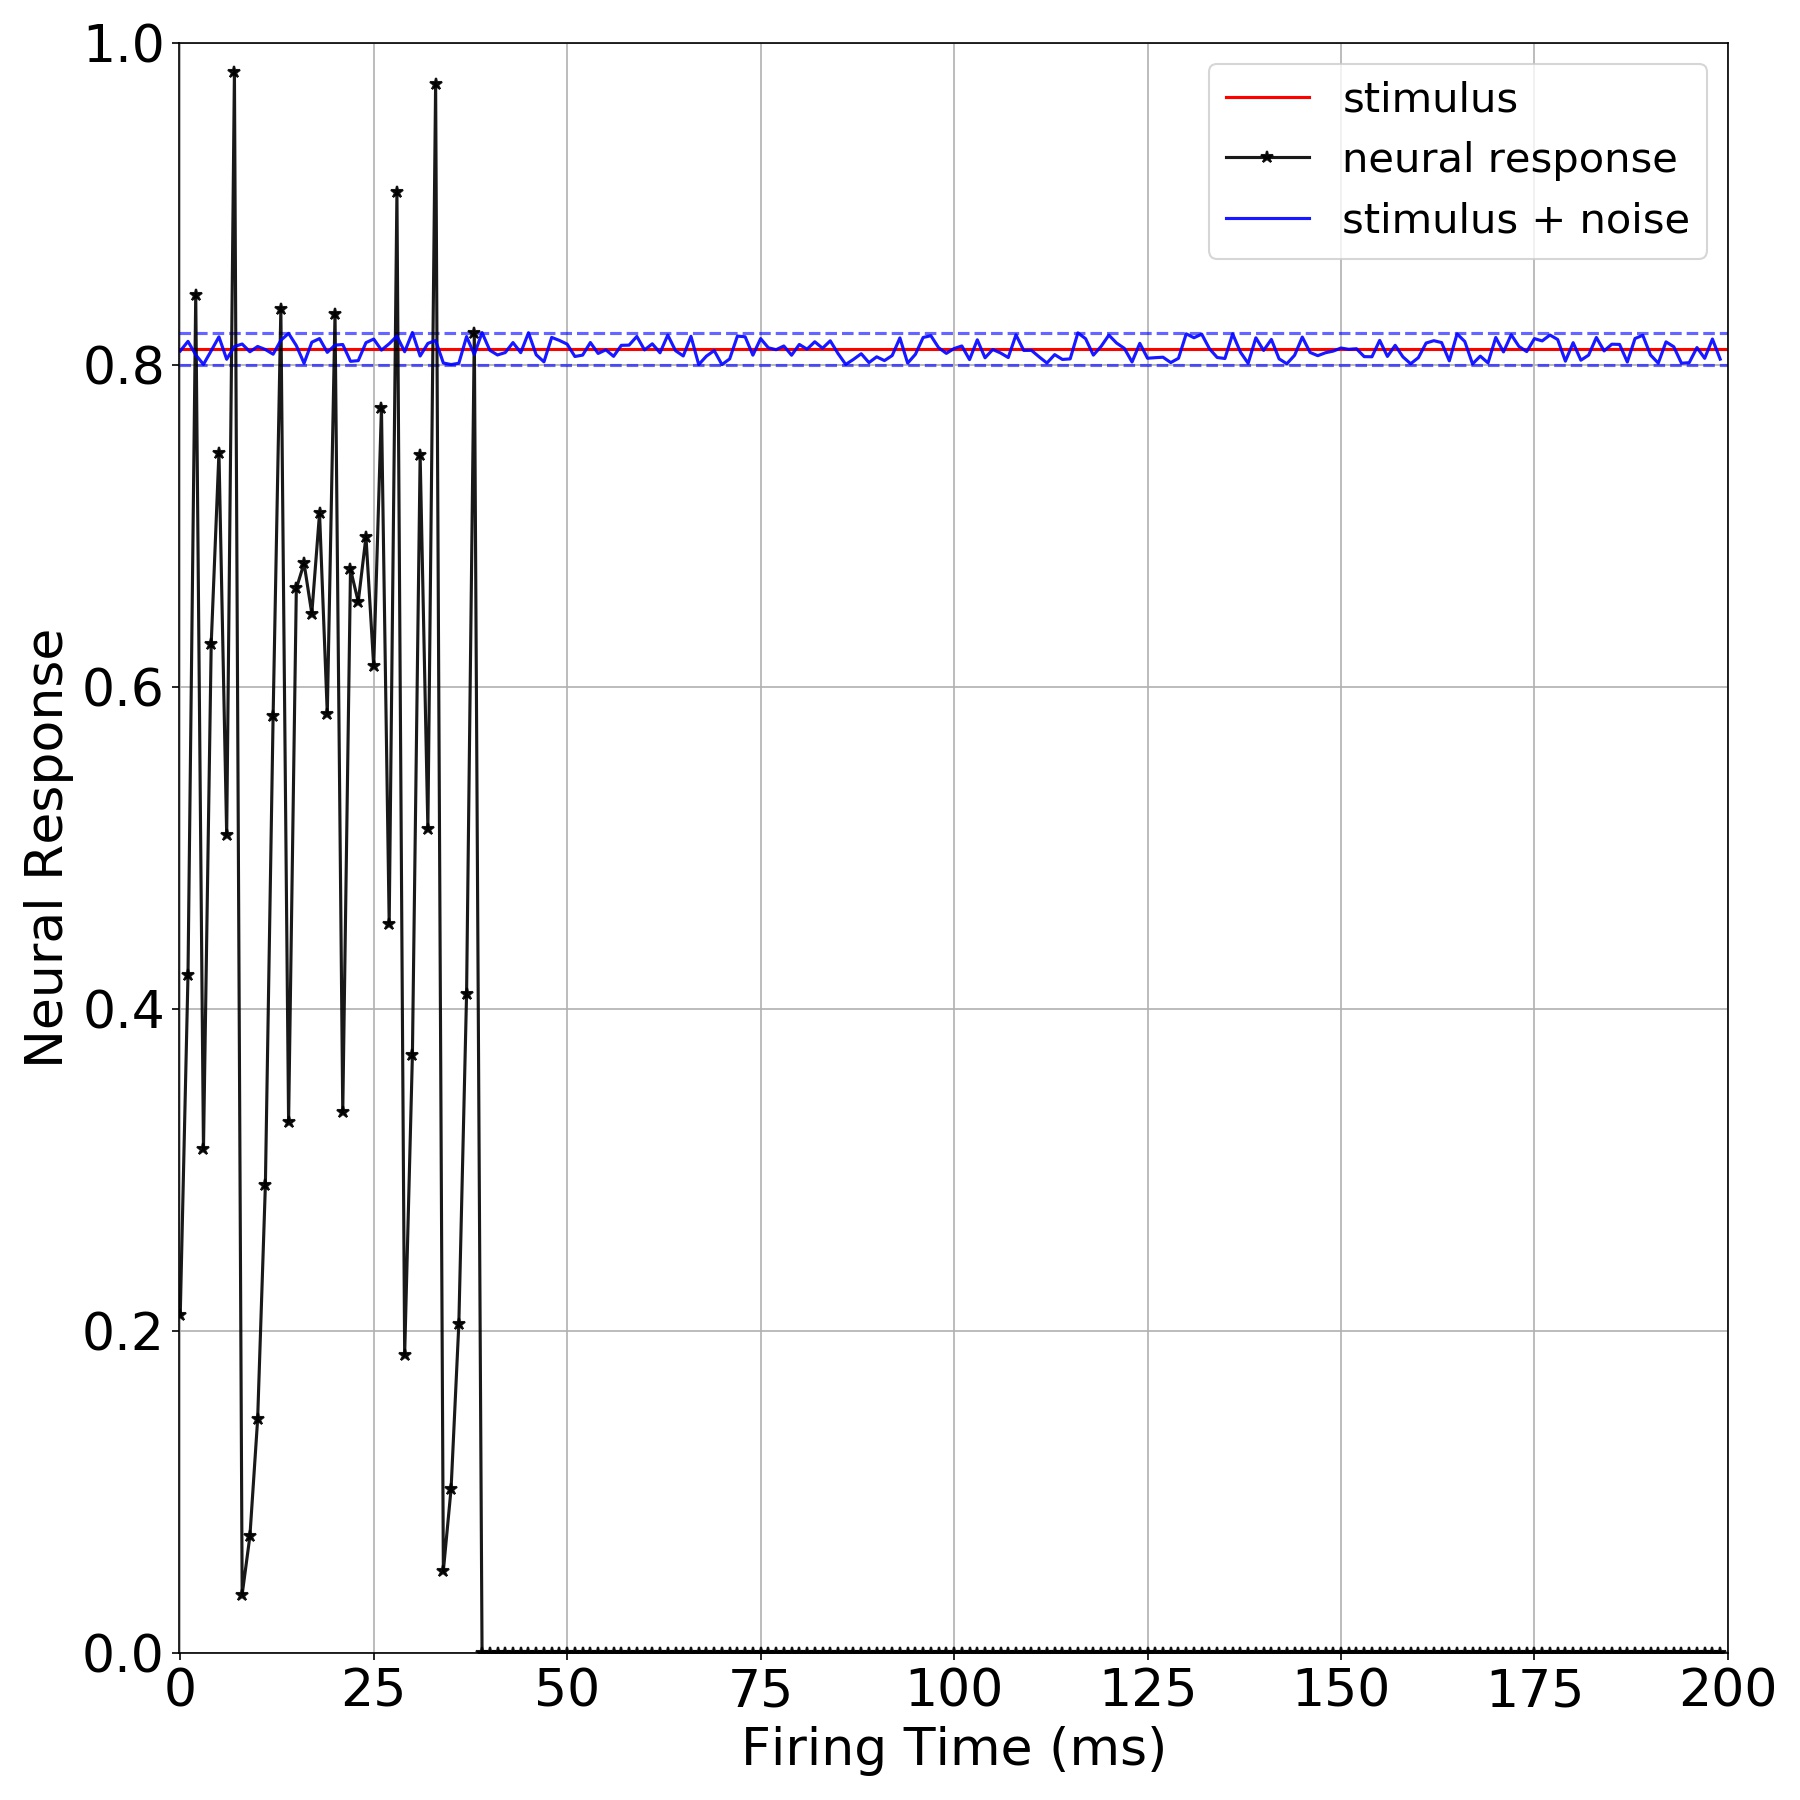 1.0
0.8
0.6
0.4
0.2
0.0
Neural Response
stimulus
neural response
stimulus + noise
0 25 50 75 100 125 150 175 200
Firing Time (ms)